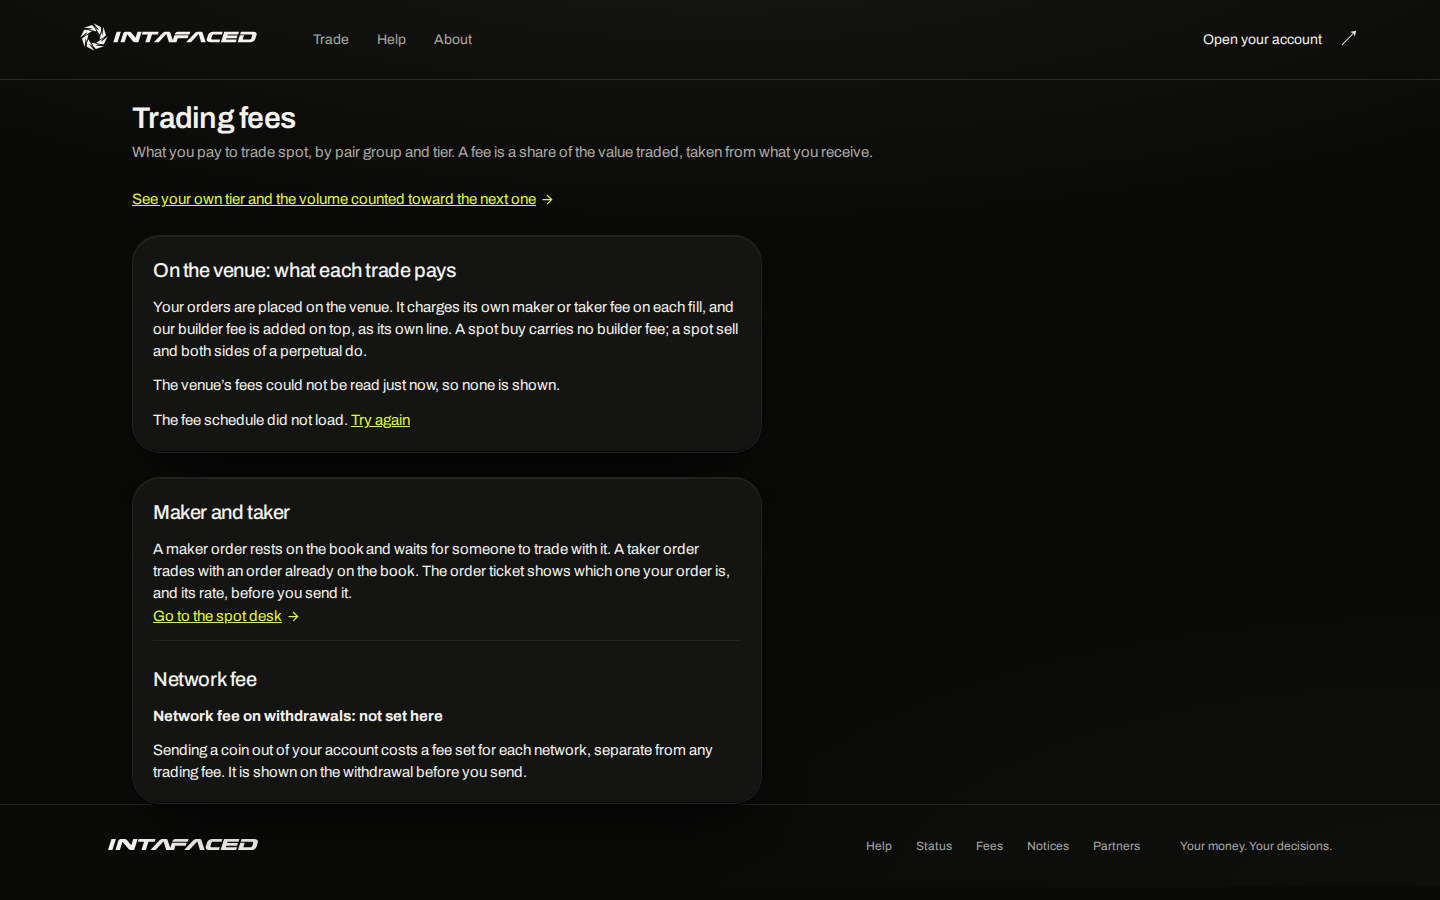 INTAFACED
Trade
Help
About
Open your account
Trading fees
What you pay to trade spot, by pair group and tier. A fee is a share of the value traded, taken from what you receive.
See your own tier and the volume counted toward the next one →
On the venue: what each trade pays
Your orders are placed on the venue. It charges its own maker or taker fee on each fill, and
our builder fee is added on top, as its own line. A spot buy carries no builder fee; a spot sell
and both sides of a perpetual do.
The venue’s fees could not be read just now, so none is shown.
The fee schedule did not load. Try again
Maker and taker
A maker order rests on the book and waits for someone to trade with it. A taker order
trades with an order already on the book. The order ticket shows which one your order is,
and its rate, before you send it.
Go to the spot desk →
Network fee
Network fee on withdrawals: not set here
Sending a coin out of your account costs a fee set for each network, separate from any
trading fee. It is shown on the withdrawal before you send.
INTAFACED
Help
Status
Fees
Notices
Partners
Your money. Your decisions.